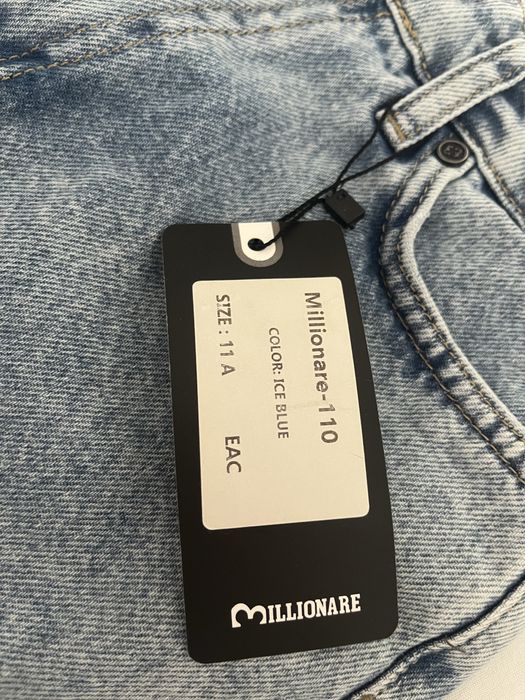 Millionare-110
COLOR: ICE BLUE
SIZE : 11 A EAC
MILLIONARE